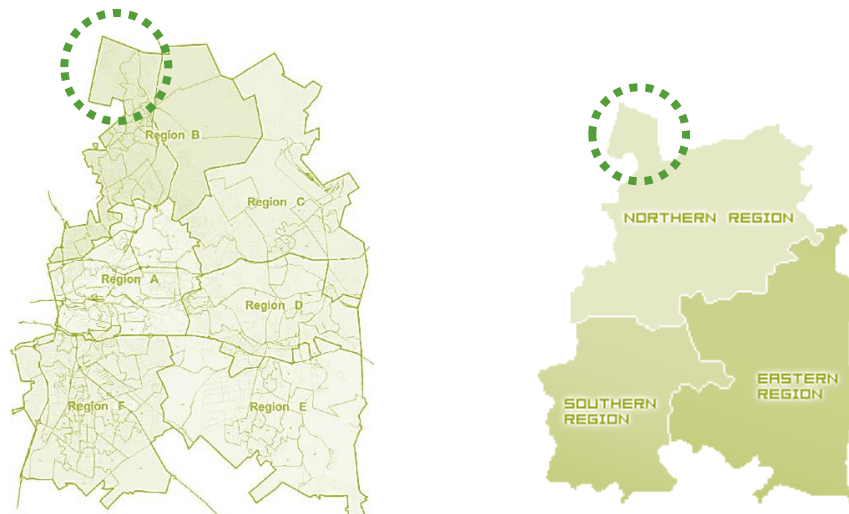 Region B
Region C
Region A
Region D
Region F
Region E
NORTHERN REGION
EASTERN
REGION
SOUTHERN
REGION